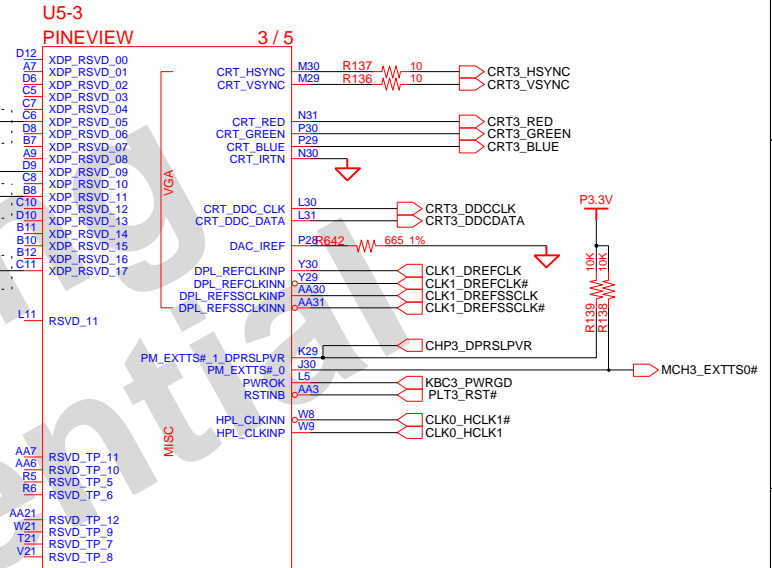 U5-3
PINEVIEW 3 / 5
D12 XDP_RSVD_00
A7 XDP_RSVD_01
D6 XDP_RSVD_02
C5 XDP_RSVD_03
C7 XDP_RSVD_04
C6 XDP_RSVD_05
D8 XDP_RSVD_06
B7 XDP_RSVD_07
A9 XDP_RSVD_08
D9 XDP_RSVD_09
C8 XDP_RSVD_10
B8 XDP_RSVD_11
C10 XDP_RSVD_12
D10 XDP_RSVD_13
B11 XDP_RSVD_14
B10 XDP_RSVD_15
B12 XDP_RSVD_16
C11 XDP_RSVD_17
L11 RSVD_11
AA7 RSVD_TP_11
AA6 RSVD_TP_10
R5 RSVD_TP_5
R6 RSVD_TP_6
AA21 RSVD_TP_12
W21 RSVD_TP_9
T21 RSVD_TP_7
V21 RSVD_TP_8
VGA
MISC
CRT_HSYNC M30 R137 10 CRT3_HSYNC
CRT_VSYNC M29 R136 10 CRT3_VSYNC
CRT_RED N31 CRT3_RED
CRT_GREEN P30 CRT3_GREEN
CRT_BLUE P29 CRT3_BLUE
CRT_IRTN N30
CRT_DDC_CLK L30 CRT3_DDCCLK
CRT_DDC_DATA L31 CRT3_DDCDATA
DAC_IREF P28 R642 665 1%
DPL_REFCLKINP Y30 CLK1_DREFCLK
DPL_REFCLKINN Y29 CLK1_DREFCLK#
DPL_REFSSCLKINP AA30 CLK1_DREFSSCLK
DPL_REFSSCLKINN AA31 CLK1_DREFSSCLK#
PM_EXTTS#_1_DPRSLPVR K29 CHP3_DPRSLPVR
PM_EXTTS#_0 J30 MCH3_EXTTS0#
PWROK L5 KBC3_PWRGD
RSTINB AA3 PLT3_RST#
HPL_CLKINN W8 CLK0_HCLK1#
HPL_CLKINP W9 CLK0_HCLK1
P3.3V
R139 10K
R138 10K
ng
ential